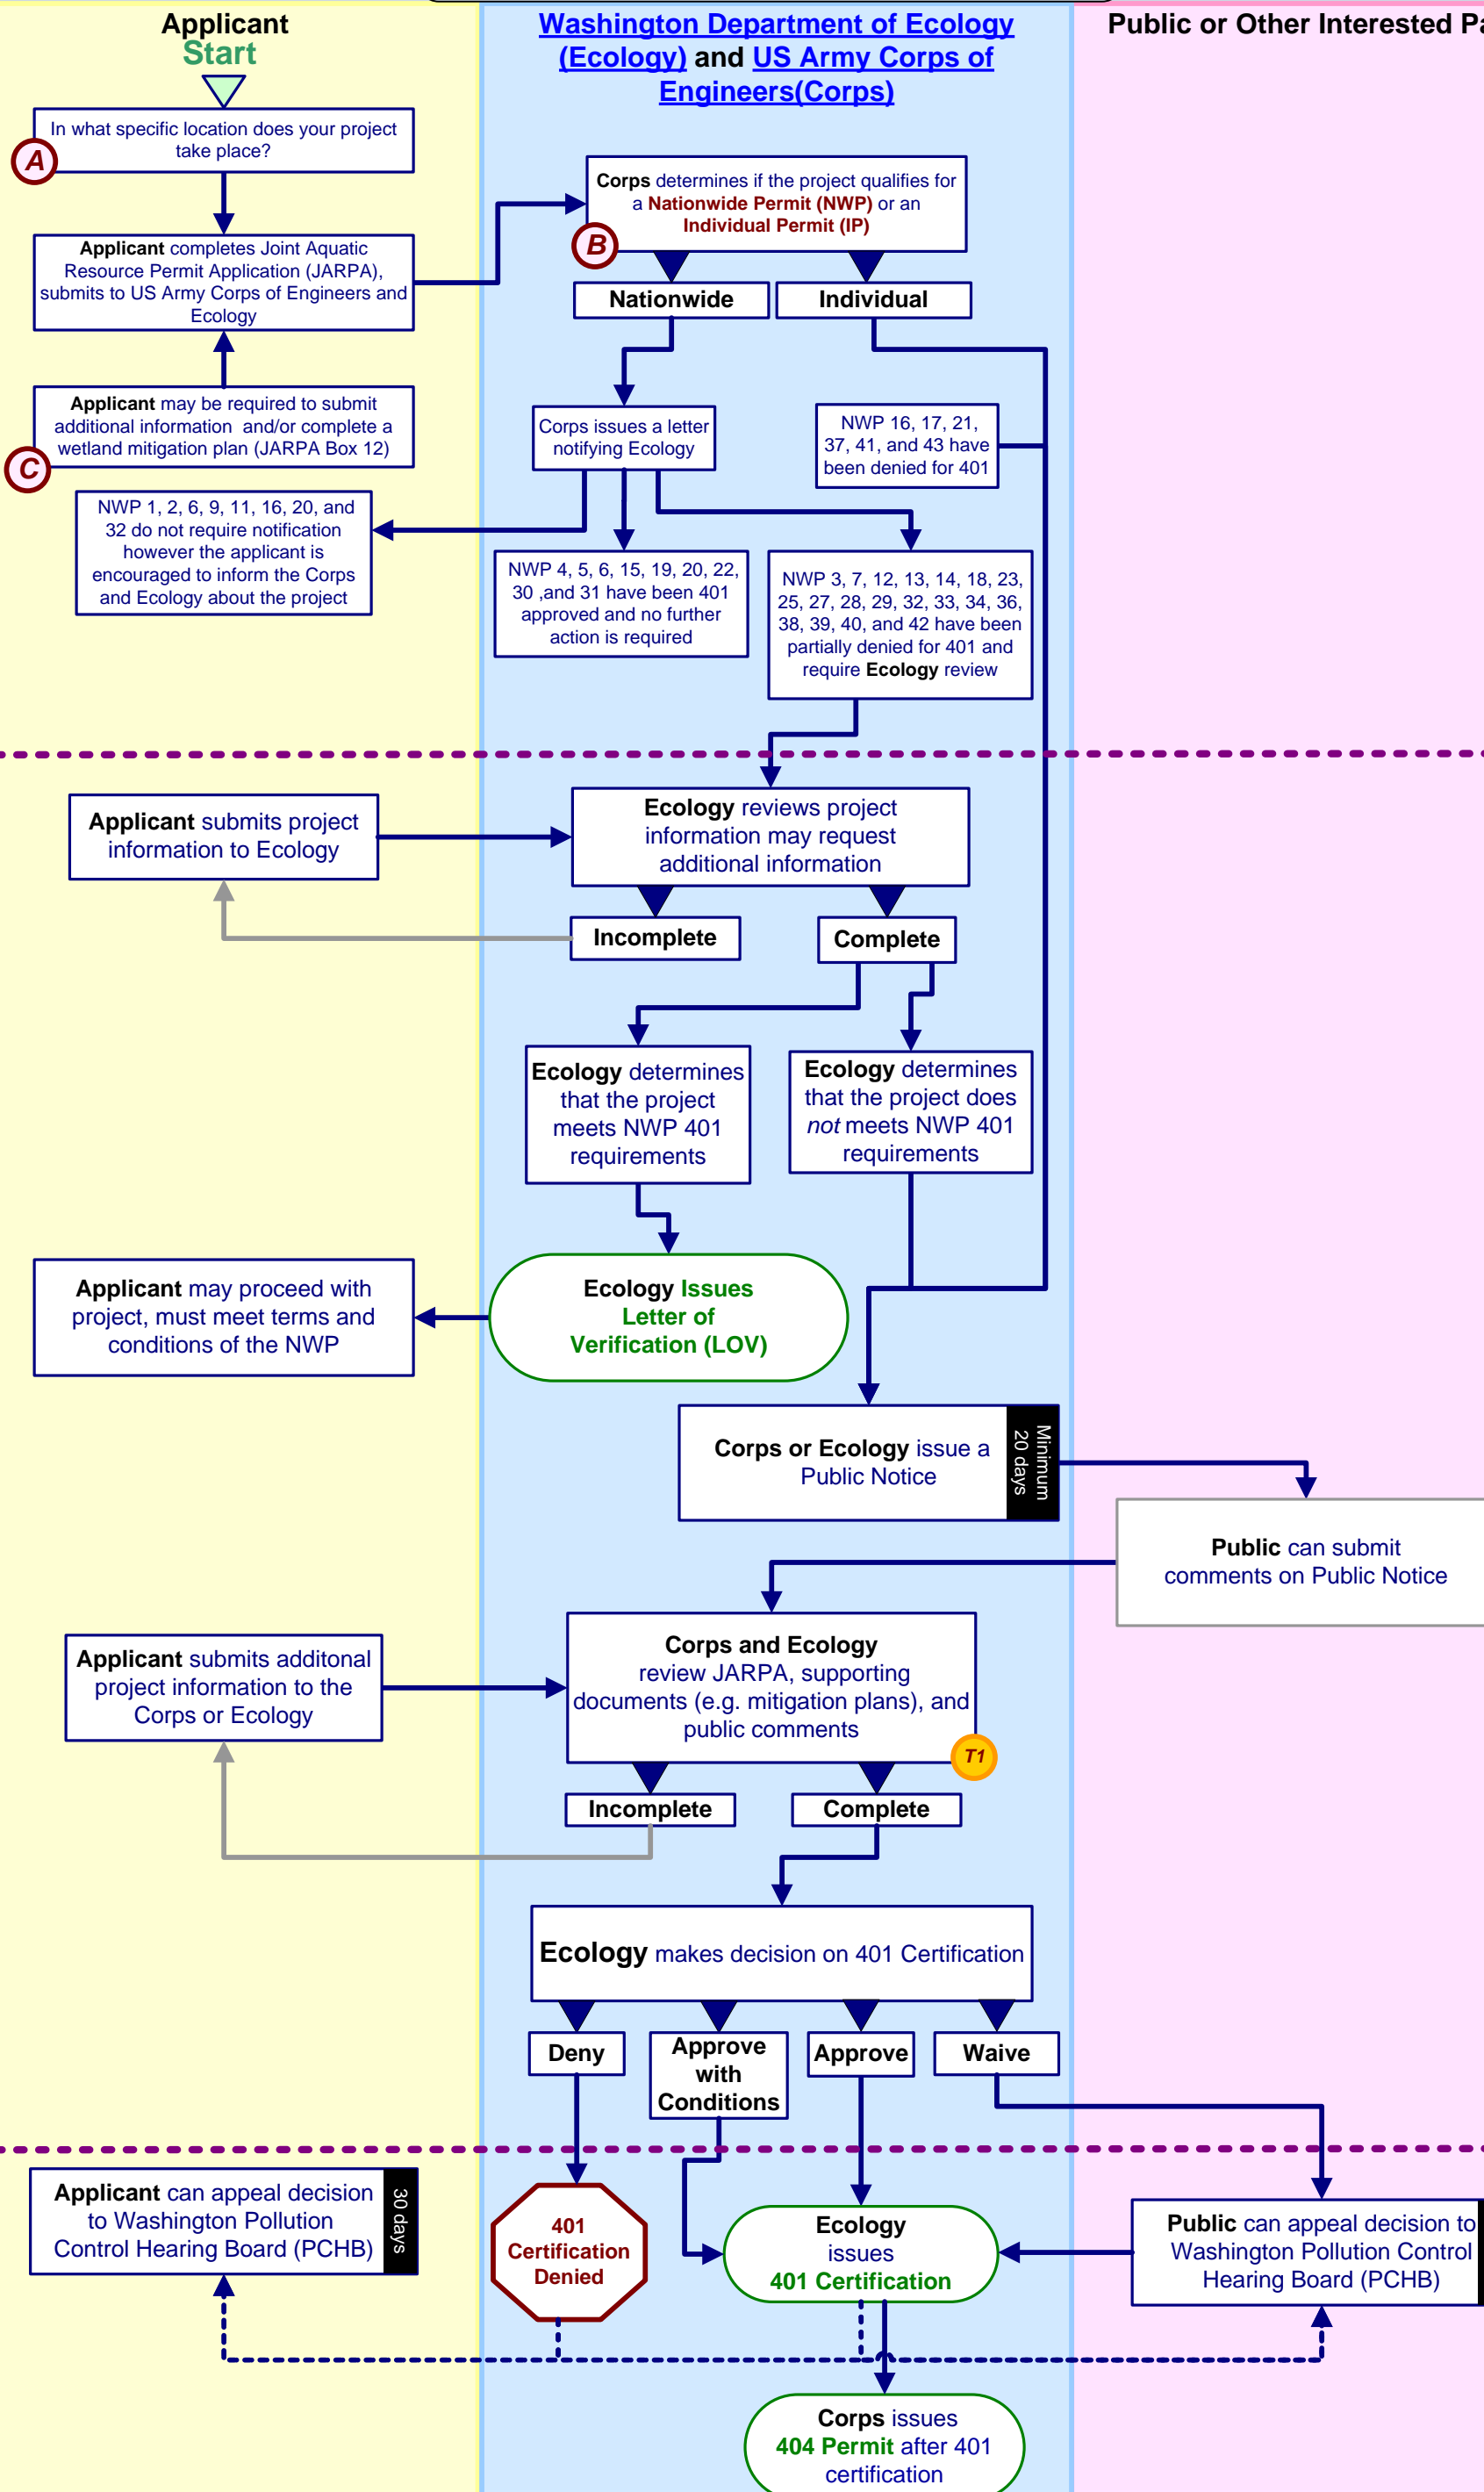 Applicant
Start
Washington Department of Ecology
(Ecology) and US Army Corps of
Engineers(Corps)
Public or Other Interested Pa
In what specific location does your project
take place?
A
Corps determines if the project qualifies for
a Nationwide Permit (NWP) or an
Individual Permit (IP)
B
Applicant completes Joint Aquatic
Resource Permit Application (JARPA),
submits to US Army Corps of Engineers and
Ecology
Nationwide
Individual
Applicant may be required to submit
additional information and/or complete a
wetland mitigation plan (JARPA Box 12)
C
Corps issues a letter
notifying Ecology
NWP 16, 17, 21,
37, 41, and 43 have
been denied for 401
NWP 1, 2, 6, 9, 11, 16, 20, and
32 do not require notification
however the applicant is
encouraged to inform the Corps
and Ecology about the project
NWP 4, 5, 6, 15, 19, 20, 22,
30 ,and 31 have been 401
approved and no further
action is required
NWP 3, 7, 12, 13, 14, 18, 23,
25, 27, 28, 29, 32, 33, 34, 36,
38, 39, 40, and 42 have been
partially denied for 401 and
require Ecology review
Applicant submits project
information to Ecology
Ecology reviews project
information may request
additional information
Incomplete
Complete
Ecology determines
that the project
meets NWP 401
requirements
Ecology determines
that the project does
not meets NWP 401
requirements
Applicant may proceed with
project, must meet terms and
conditions of the NWP
Ecology Issues
Letter of
Verification (LOV)
Corps or Ecology issue a
Public Notice
Minimum
20 days
Public can submit
comments on Public Notice
Applicant submits additonal
project information to the
Corps or Ecology
Corps and Ecology
review JARPA, supporting
documents (e.g. mitigation plans), and
public comments
T1
Incomplete
Complete
Ecology makes decision on 401 Certification
Deny
Approve
with
Conditions
Approve
Waive
Applicant can appeal decision
to Washington Pollution
Control Hearing Board (PCHB)
30 days
401
Certification
Denied
Ecology
issues
401 Certification
Public can appeal decision to
Washington Pollution Control
Hearing Board (PCHB)
Corps issues
404 Permit after 401
certification